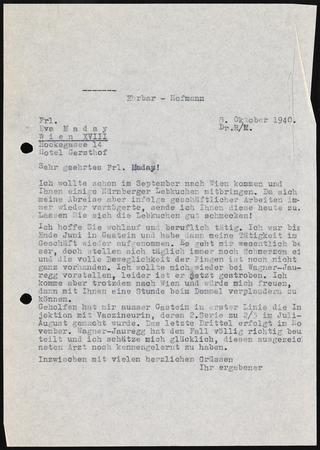 Ehrbar - Hofmann
Frl.
Eva Maday
Wien XVIII
Hockegasse 14
Hotel Gersthof
8. Oktober 1940.
Dr.H/M.
Sehr geehrtes Frl. Maday!
Ich wollte schon im September nach Wien kommen und
Ihnen einige Nürnberger Lebkuchen mitbringen. Da sich
meine Abreise aber infolge geschäftlicher Arbeiten im-
mer wieder verzögerte, sende ich Ihnen diese heute zu.
Lassen Sie sich die Lebkuchen gut schmecken!
Ich hoffe Sie wohlauf und beruflich tätig. Ich war bis
Ende Juni in Gastein und habe dann meine Tätigkeit im
Geschäft wieder aufgenommen. Es geht mir wesentlich bes
ser, doch stellen sich täglich immer noch Schmerzen ein
und die volle Beweglichkeit der Finger ist noch nicht
ganz vorhanden. Ich wollte mich wieder bei Wagner-Jau-
regg vorstellen, leider ist er gestorben. Ich
komme aber trotzdem nach Wien und würde mich freuen,
dann mit Ihnen eine Stunde beim Demmel verplaudern zu
können.
Geholfen hat mir ausser Gastein in erster Linie die In
jektion mit Vaczineurin, deren 2.Serie zu 2/3 im Juli-
August gemacht wurde. Das letzte Drittel erfolgt im No
vember. Wagner-Jauregg hat den Fall völlig richtig beur
teilt und ich schätze mich glücklich, diesen ausgezeich
neten Arzt noch kennengelernt zu haben.
Inzwischen mit vielen herzlichen Grüssen
Ihr ergebener